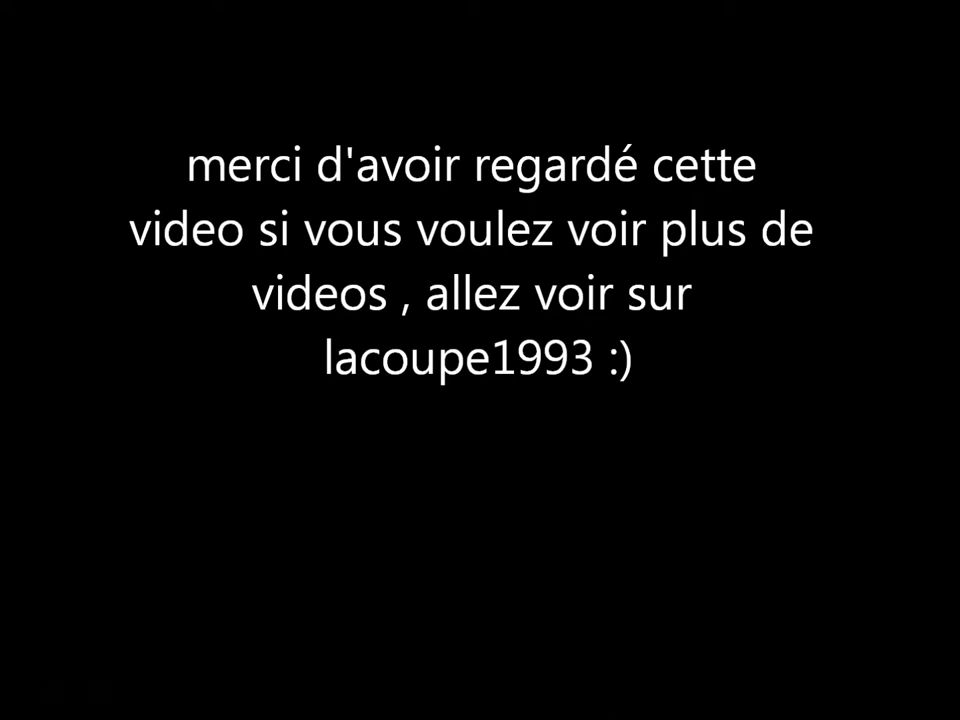 merci d'avoir regardé cette
video si vous voulez voir plus de
videos , allez voir sur
lacoupe1993 :)